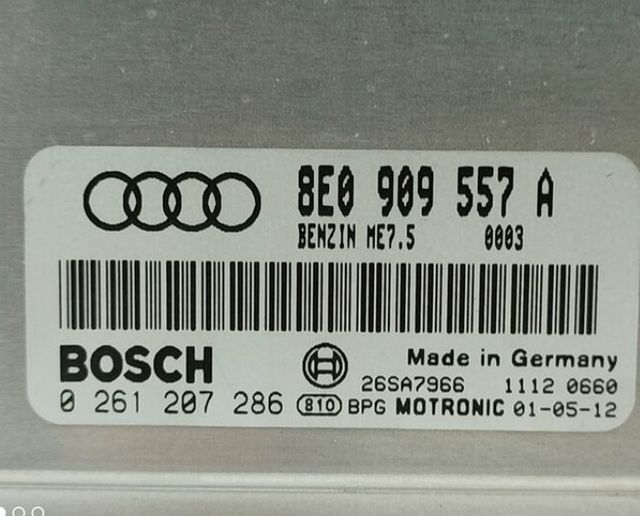 8E0 909 557 A
BENZIN ME7.5 0003
BOSCH
Made in Germany
26SA7966 1112 0660
0 261 207 286 810 BPG MOTRONIC 01-05-12